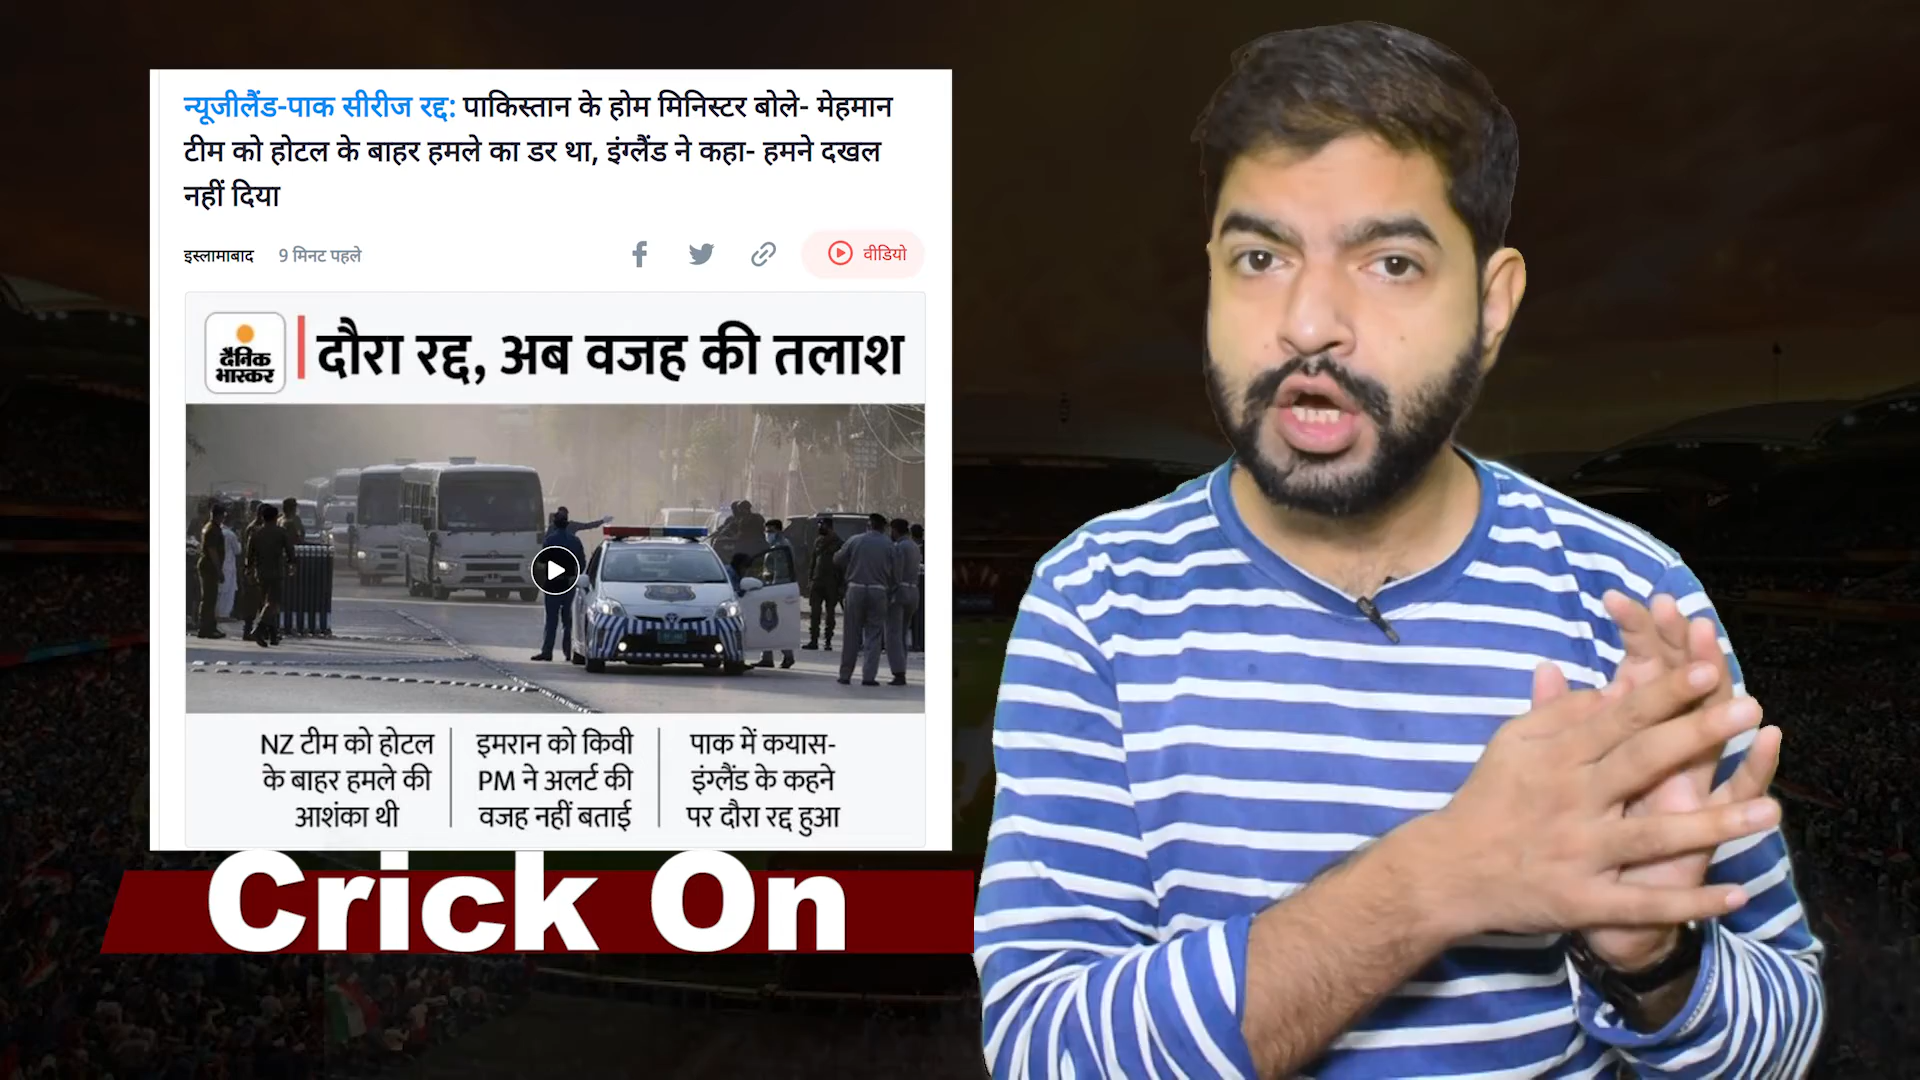 न्यूजीलैंड-पाक सीरीज रद्द: पाकिस्तान के होम मिनिस्टर बोले- मेहमान
टीम को होटल के बाहर हमले का डर था, इंग्लैंड ने कहा- हमने दखल
नहीं दिया
इस्लामाबाद 9 मिनट पहले
वीडियो
दैनिक
भास्कर
दौरा रद्द, अब वजह की तलाश
NZ टीम को होटल
के बाहर हमले की
आशंका थी
इमरान को किवी
PM ने अलर्ट की
वजह नहीं बताई
पाक में कयास-
इंग्लैंड के कहने
पर दौरा रद्द हुआ
Crick On